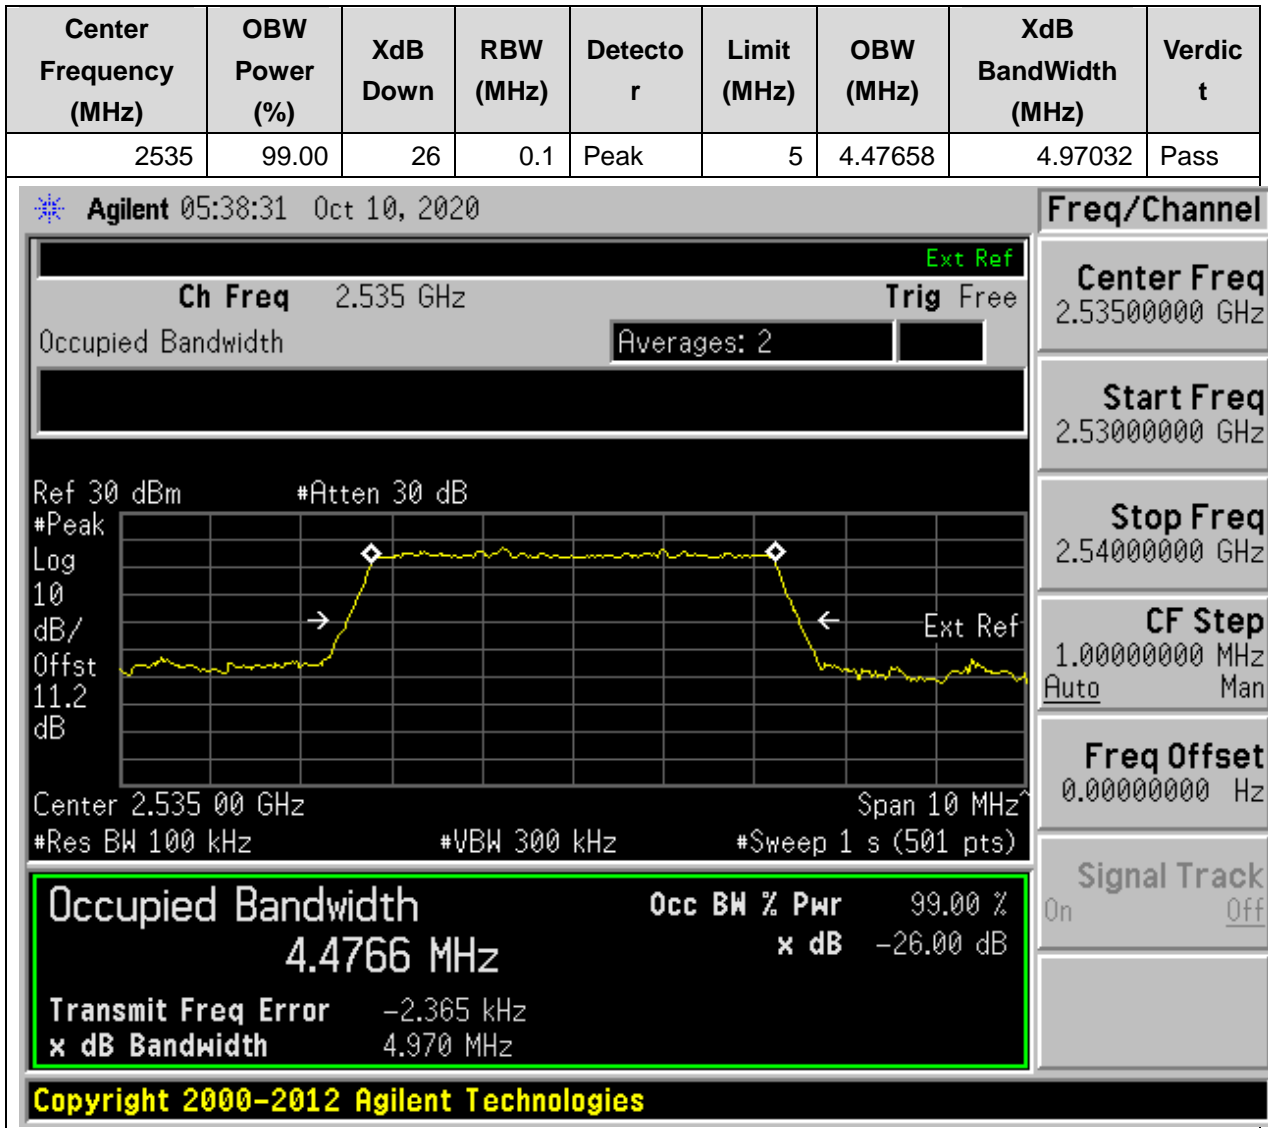 Center Frequency (MHz) OBW Power (%) XdB Down RBW (MHz) Detecto r Limit (MHz) OBW (MHz) XdB BandWidth (MHz) Verdic t
2535 99.00 26 0.1 Peak 5 4.47658 4.97032 Pass
Agilent 05:38:31 Oct 10, 2020
Freq/Channel
Ext Ref
Ch Freq 2.535 GHz Trig Free
Occupied Bandwidth Averages: 2
Center Freq
2.53500000 GHz
Start Freq
2.53000000 GHz
Stop Freq
2.54000000 GHz
CF Step
1.00000000 MHz
Auto Man
Freq Offset
0.00000000 Hz
Signal Track
On Off
Ref 30 dBm #Atten 30 dB
#Peak
Log
10
dB/
Offst
11.2
dB
Ext Ref
Center 2.535 00 GHz Span 10 MHz^
#Res BW 100 kHz #VBW 300 kHz #Sweep 1 s (501 pts)
Occupied Bandwidth
4.4766 MHz
Occ BW % Pwr 99.00 %
x dB -26.00 dB
Transmit Freq Error -2.365 kHz
x dB Bandwidth 4.970 MHz
Copyright 2000-2012 Agilent Technologies